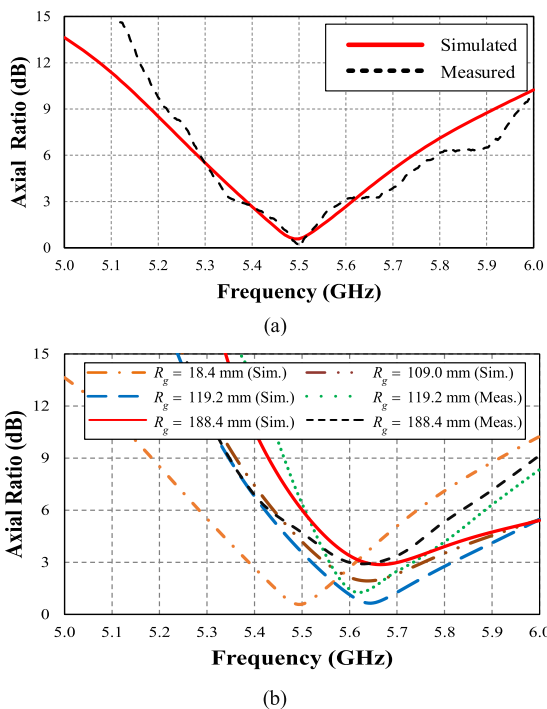 15
12
9
6
3
0
Axial Ratio (dB)
Simulated
Measured
5.0 5.1 5.2 5.3 5.4 5.5 5.6 5.7 5.8 5.9 6.0
Frequency (GHz)
(a)
15
12
9
6
3
0
Axial Ratio (dB)
Rg = 18.4 mm (Sim.) Rg = 109.0 mm (Sim.)
Rg = 119.2 mm (Sim.) Rg = 119.2 mm (Meas.)
Rg = 188.4 mm (Sim.) Rg = 188.4 mm (Meas.)
5.0 5.1 5.2 5.3 5.4 5.5 5.6 5.7 5.8 5.9 6.0
Frequency (GHz)
(b)